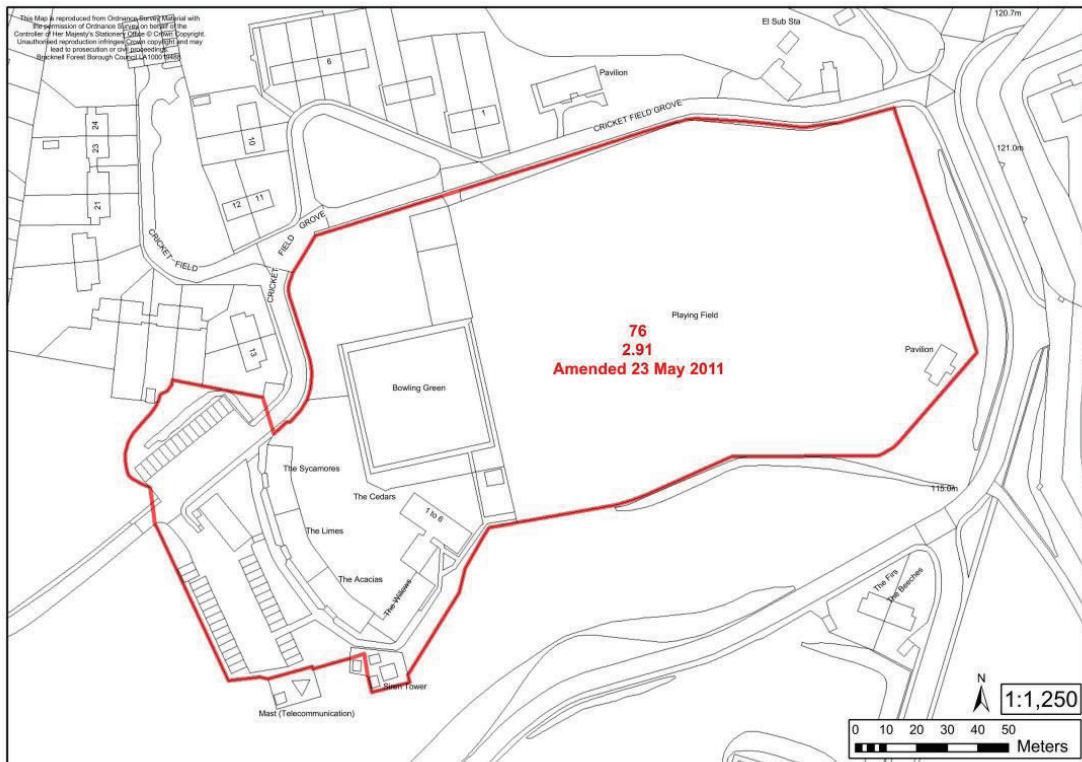 This Map is reproduced from Ordnance Survey Material with
the permission of Ordnance Survey on behalf of the
Controller of Her Majesty's Stationery Office © Crown Copyright.
Unauthorised reproduction infringes Crown copyright and may
lead to prosecution or civil proceedings.
Bracknell Forest Borough Council
120.7m
El Sub Sta
6
Pavilion
1
CRICKET FIELD GROVE
24
23
10
121.0m
21
12
11
CRICKET FIELD GROVE
CRICKET FIELD
Playing Field
76
2.91
Amended 23 May 2011
13
Pavilion
Bowling Green
The Sycamores
The Cedars
115.0m
1 to 6
The Limes
The Acacias
The Willows
The Firs
The Beeches
Siren Tower
Mast (Telecommunication)
N
1:1,250
0 10 20 30 40 50
Meters